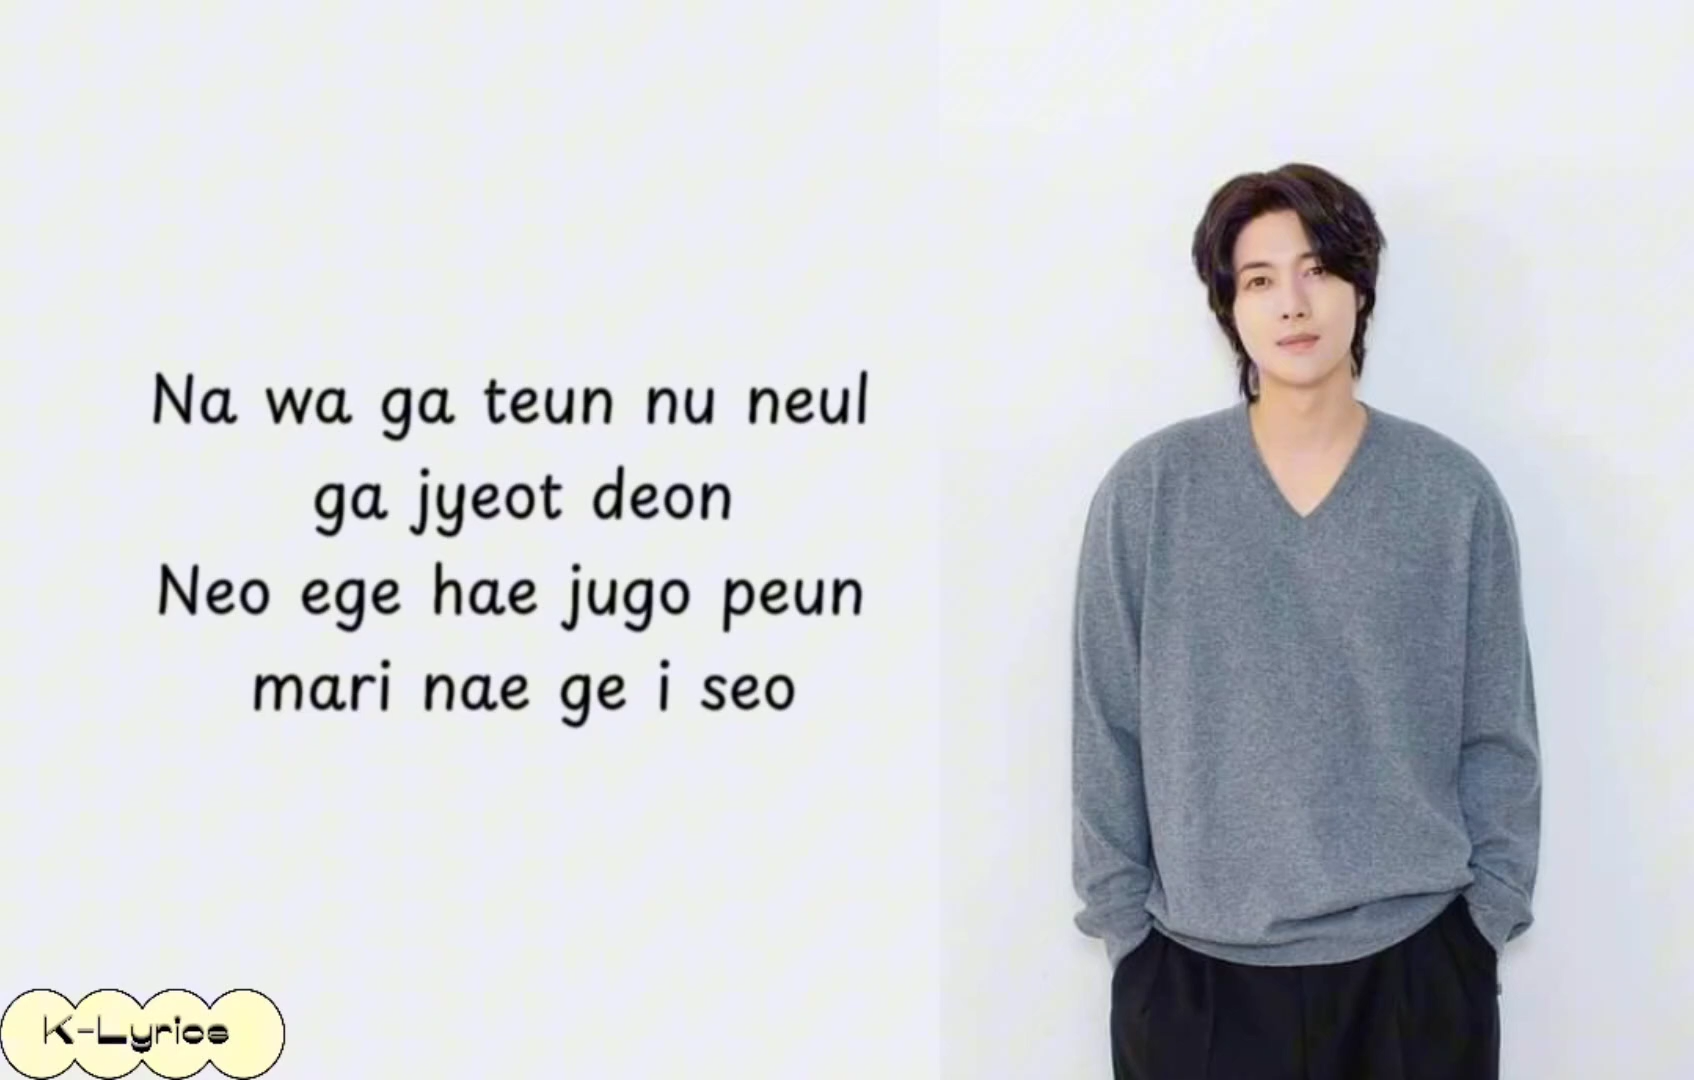 Na wa ga teun nu neul
ga jyeot deon
Neo ege hae jugo peun
mari nae ge i seo
K-Lyrics